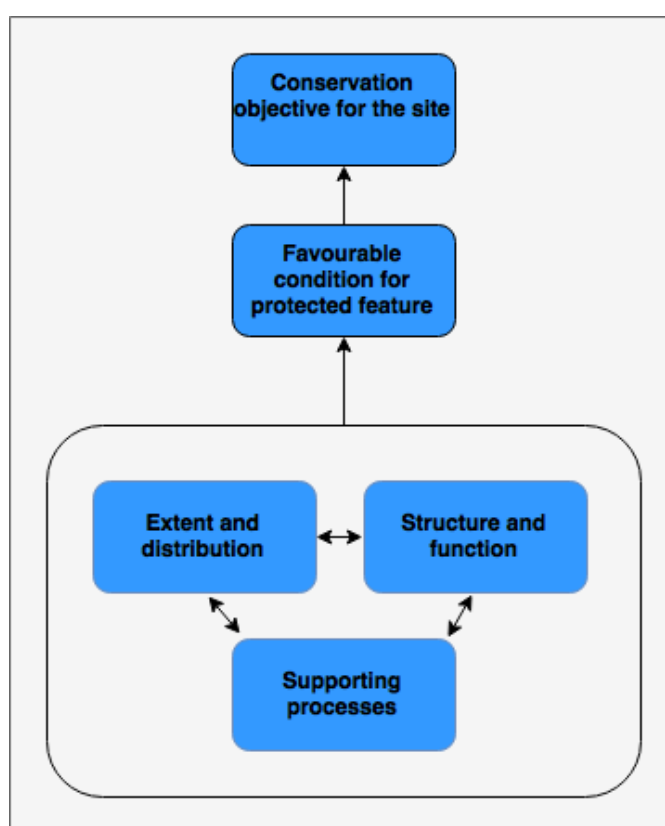 Conservation
objective for the site
Favourable
condition for
protected feature
Extent and
distribution
Structure and
function
Supporting
processes